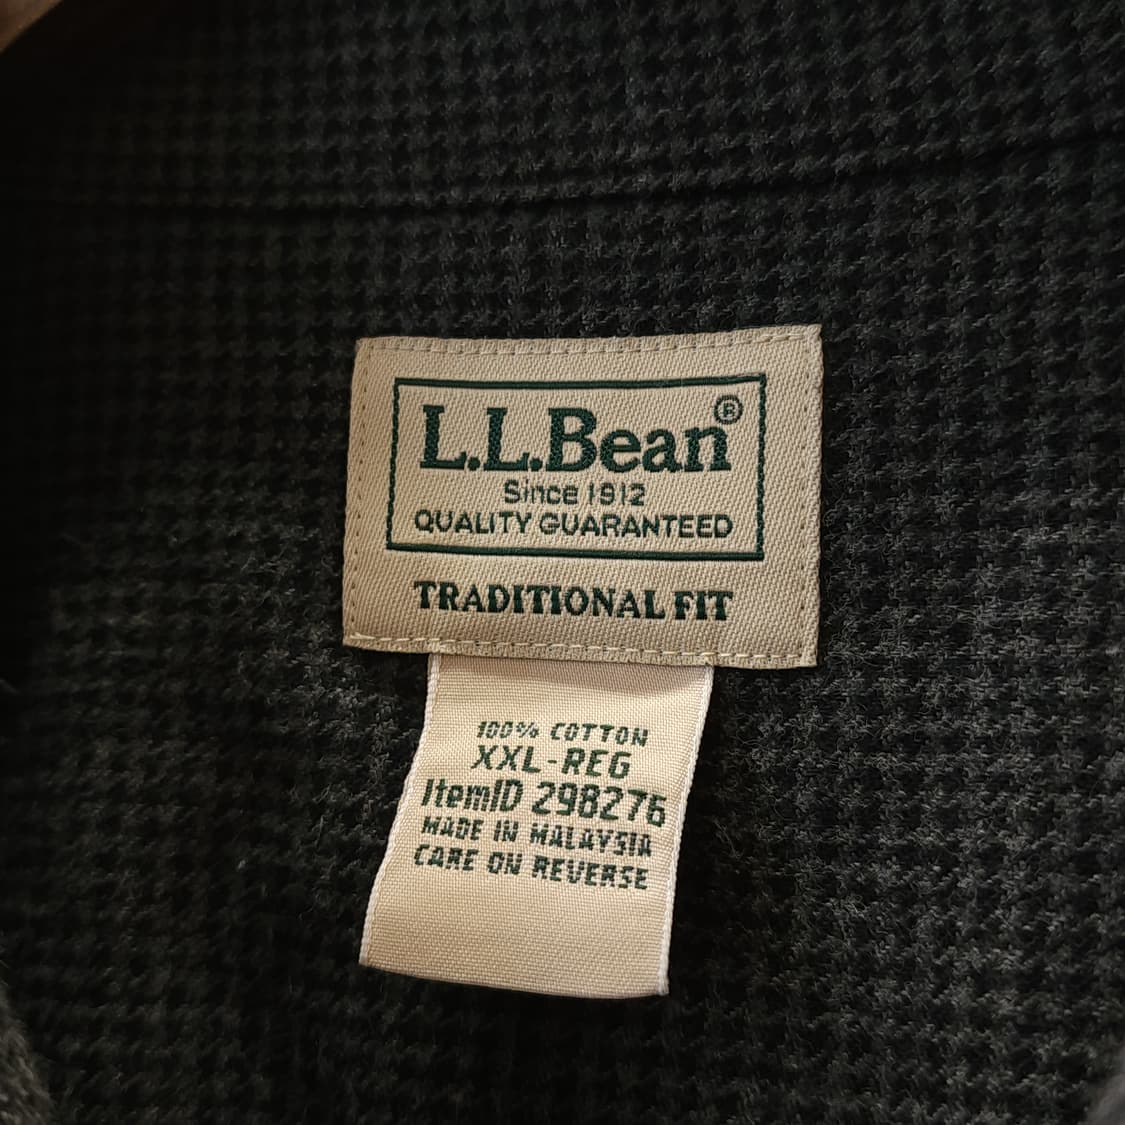 L.L.Bean®
Since 1912
QUALITY GUARANTEED
TRADITIONAL FIT
100% COTTON
XXL-REG
ItemID 298276
MADE IN MALAYSIA
CARE ON REVERSE